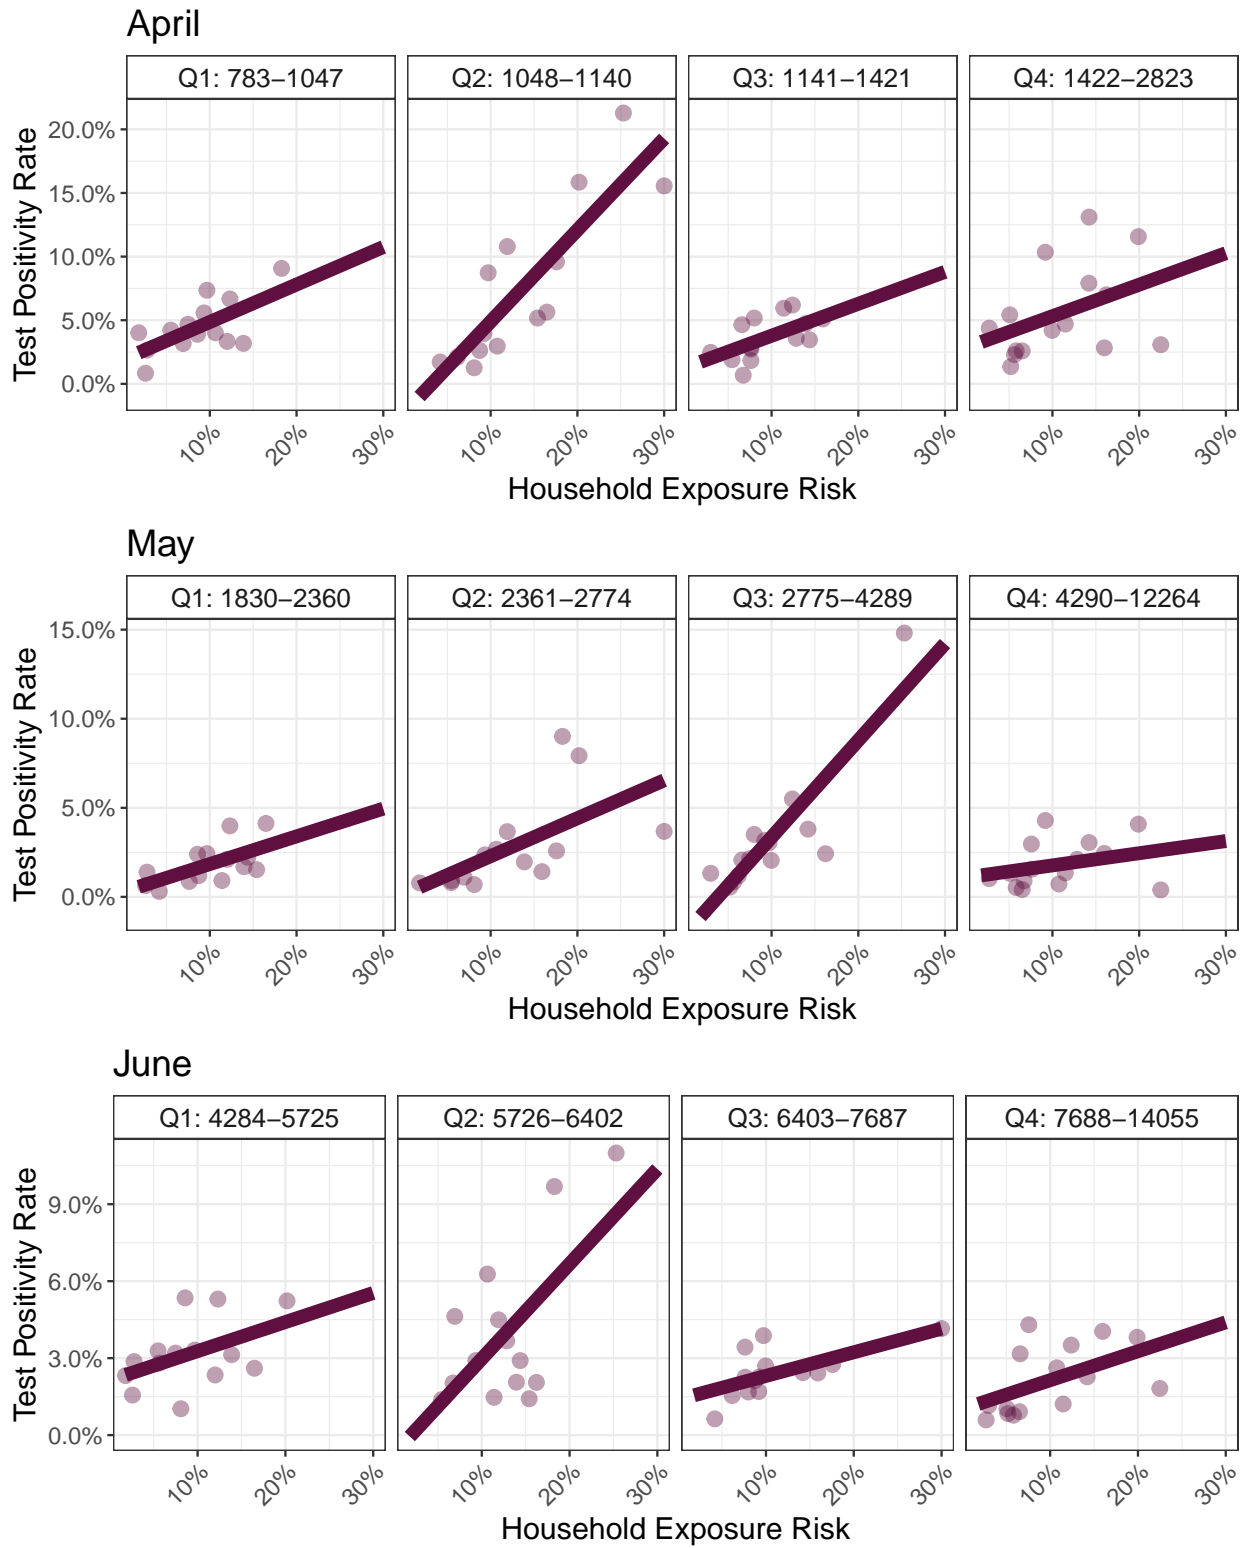 April
Q1: 783–1047 Q2: 1048–1140 Q3: 1141–1421 Q4: 1422–2823
Test Positivity Rate
20.0%
15.0%
10.0%
5.0%
0.0%
10% 20% 30% 10% 20% 30% 10% 20% 30% 10% 20% 30%
Household Exposure Risk
May
Q1: 1830–2360 Q2: 2361–2774 Q3: 2775–4289 Q4: 4290–12264
Test Positivity Rate
15.0%
10.0%
5.0%
0.0%
10% 20% 30% 10% 20% 30% 10% 20% 30% 10% 20% 30%
Household Exposure Risk
June
Q1: 4284–5725 Q2: 5726–6402 Q3: 6403–7687 Q4: 7688–14055
Test Positivity Rate
9.0%
6.0%
3.0%
0.0%
10% 20% 30% 10% 20% 30% 10% 20% 30% 10% 20% 30%
Household Exposure Risk